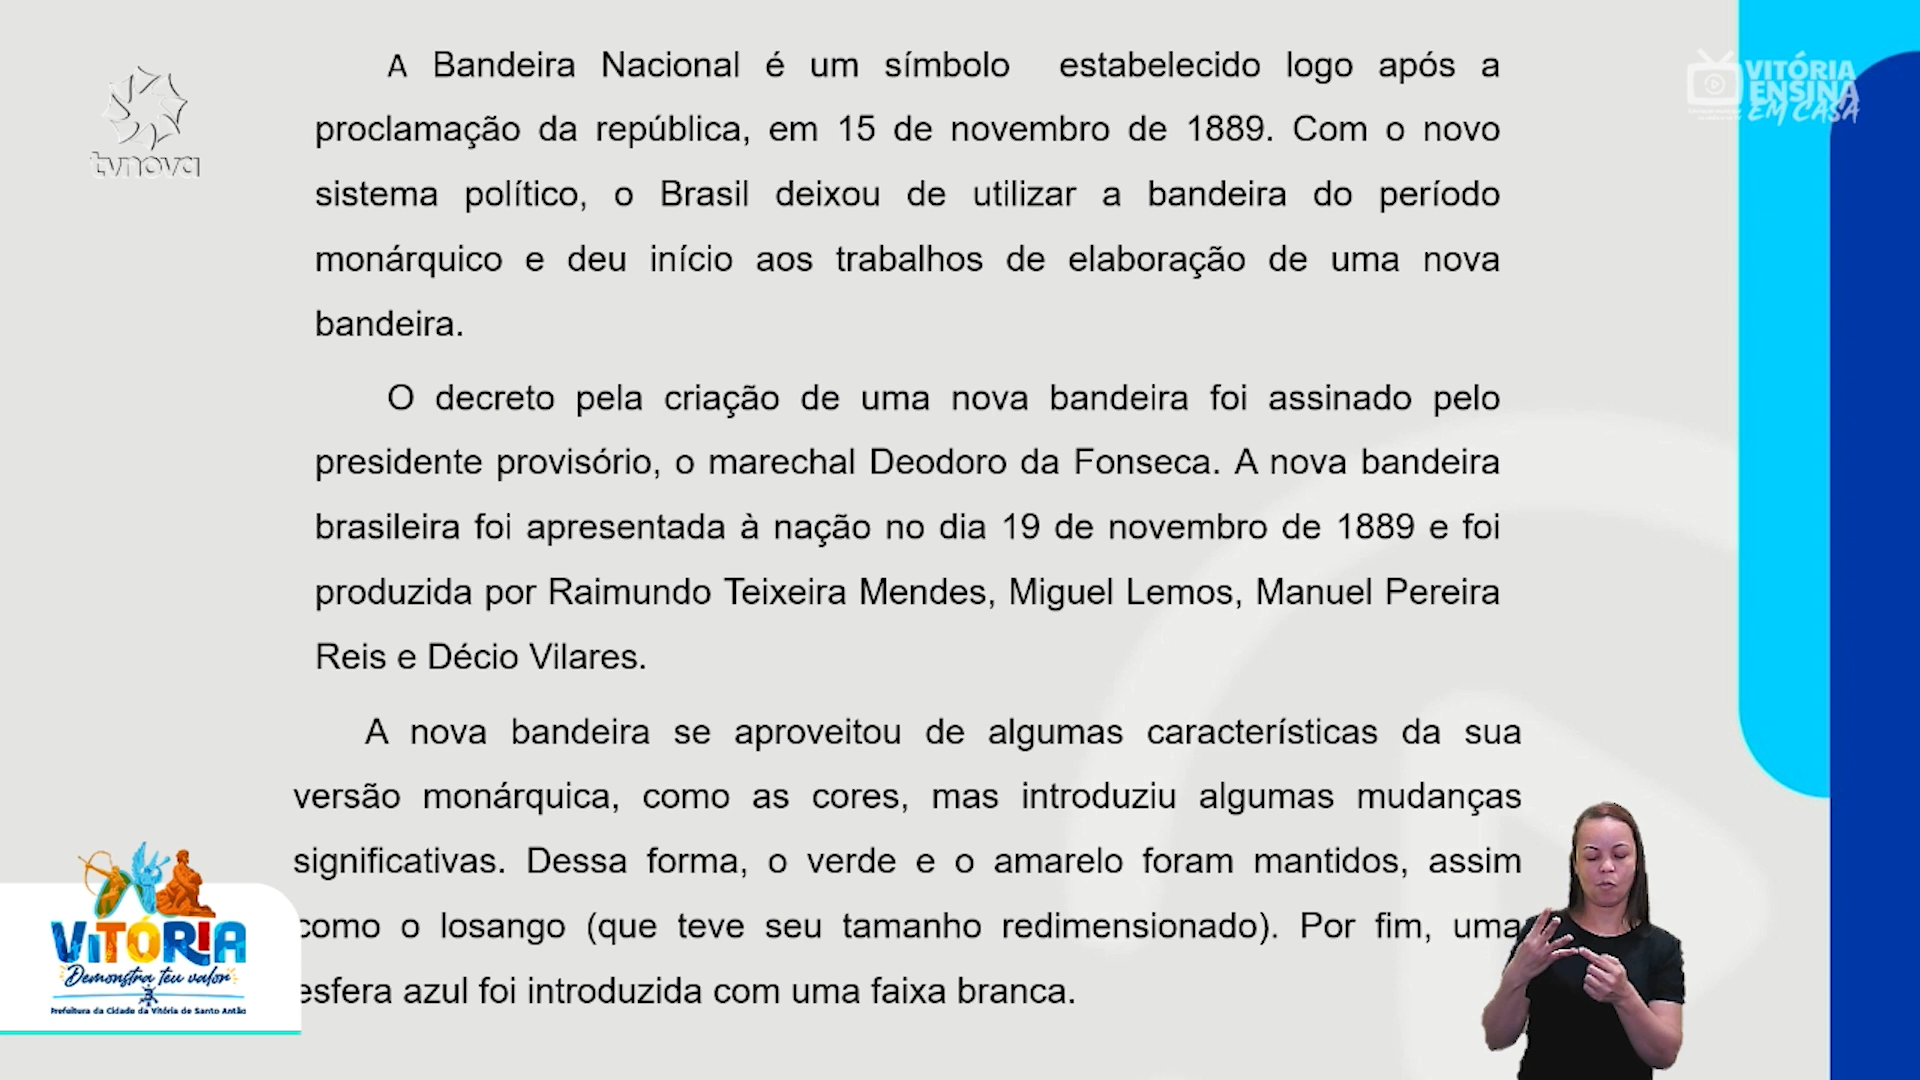 A Bandeira Nacional é um símbolo estabelecido logo após a
proclamação da república, em 15 de novembro de 1889. Com o novo
sistema político, o Brasil deixou de utilizar a bandeira do período
monárquico e deu início aos trabalhos de elaboração de uma nova
bandeira.
O decreto pela criação de uma nova bandeira foi assinado pelo
presidente provisório, o marechal Deodoro da Fonseca. A nova bandeira
brasileira foi apresentada à nação no dia 19 de novembro de 1889 e foi
produzida por Raimundo Teixeira Mendes, Miguel Lemos, Manuel Pereira
Reis e Décio Vilares.
A nova bandeira se aproveitou de algumas características da sua
versão monárquica, como as cores, mas introduziu algumas mudanças
significativas. Dessa forma, o verde e o amarelo foram mantidos, assim
como o losango (que teve seu tamanho redimensionado). Por fim, uma
esfera azul foi introduzida com uma faixa branca.
tvnova
VITÓRIA
ENSINA
EM CASA
VITÓRIA
Demonstra teu valor
Prefeitura da Cidade da Vitória de Santo Antão